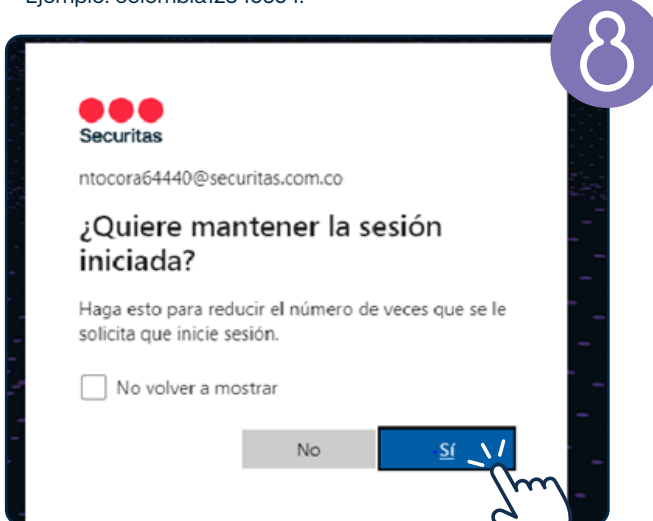 8
Securitas
ntocora64440@securitas.com.co
¿Quiere mantener la sesión
iniciada?
Haga esto para reducir el número de veces que se le
solicita que inicie sesión.
No volver a mostrar
No
Sí